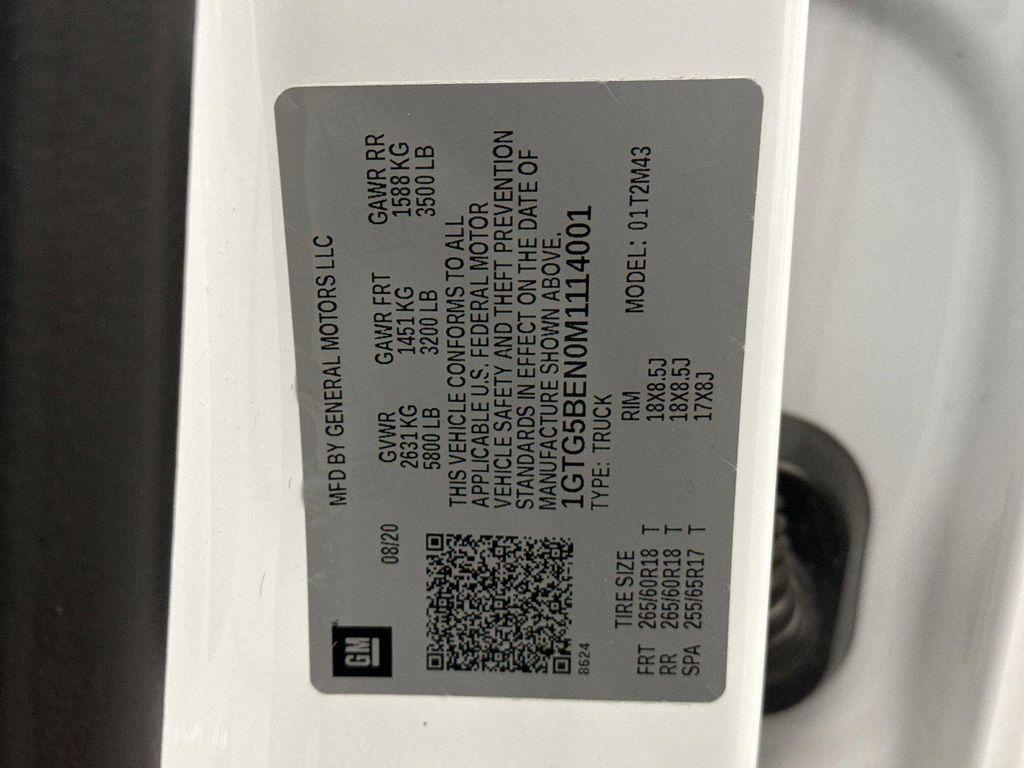 GM
MFD BY GENERAL MOTORS LLC
08/20
GVWR GAWR FRT GAWR RR
2631 KG 1451 KG 1588 KG
5800 LB 3200 LB 3500 LB
THIS VEHICLE CONFORMS TO ALL
APPLICABLE U.S. FEDERAL MOTOR
VEHICLE SAFETY AND THEFT PREVENTION
STANDARDS IN EFFECT ON THE DATE OF
MANUFACTURE SHOWN ABOVE.
1GTG5BEN0M1114001
8624
TYPE: TRUCK
TIRE SIZE RIM MODEL: 01T2M43
FRT 265/60R18 T 18X8.5J
RR 265/60R18 T 18X8.5J
SPA 255/65R17 T 17X8J